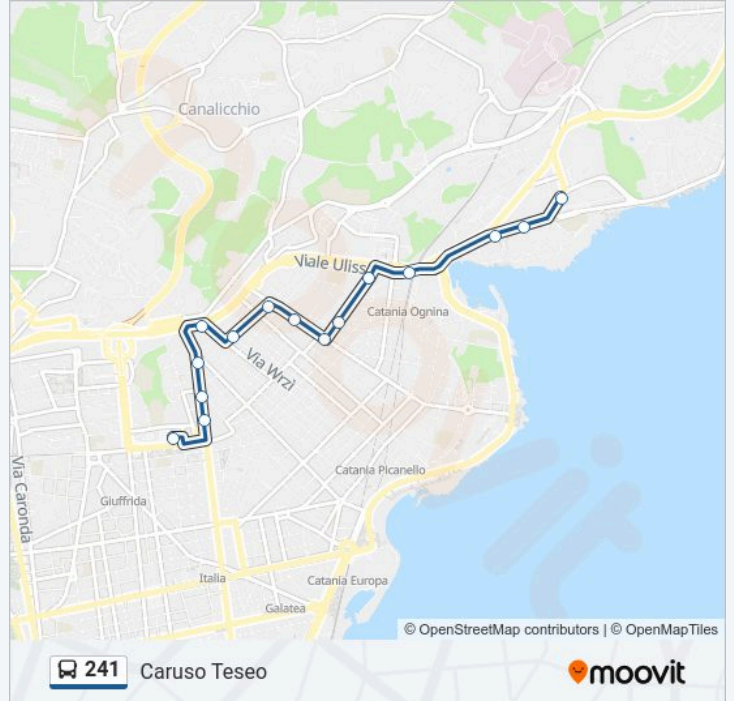 Canalicchio
Viale Uliss
Catania Ognina
Via Wrzì
Catania Picanello
Via Caronda
Giuffrida
Italia
Catania Europa
Galatea
© OpenStreetMap contributors | © OpenMapTiles
241 Caruso Teseo
moovit